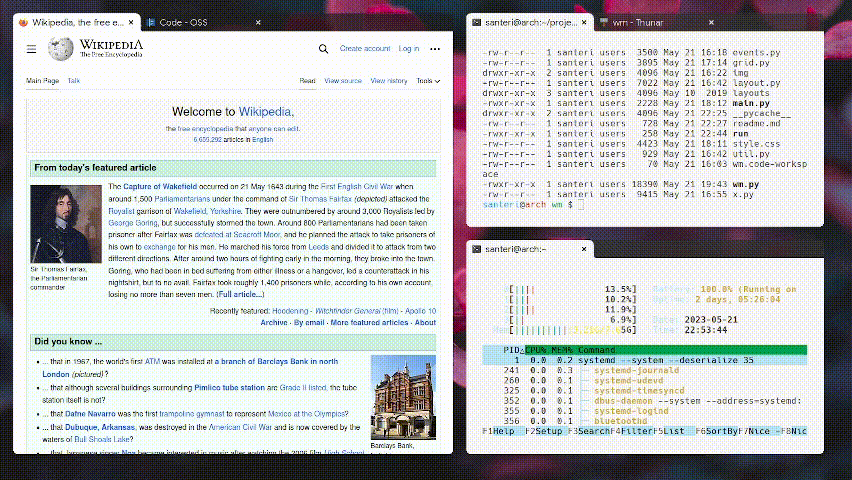 Wikipedia, the free e... ×
Code - OSS ×
WIKIPEDIA
The Free Encyclopedia
Create account Log in
Main Page Talk Read View source View history Tools
Welcome to Wikipedia,
the free encyclopedia that anyone can edit.
6,659,292 articles in English
From today's featured article
The Capture of Wakefield occurred on 21 May 1643 during the First English Civil War when
around 1,500 Parliamentarians under the command of Sir Thomas Fairfax (depicted) attacked the
Royalist garrison of Wakefield, Yorkshire. They were outnumbered by around 3,000 Royalists led by
George Goring, but successfully stormed the town. Around 800 Parliamentarians had been taken
prisoner after Fairfax was defeated at Seacroft Moor, and he planned the attack to take prisoners of
his own to exchange for his men. He marched his force from Leeds and divided it to attack from two
different directions. After around two hours of fighting early in the morning, they broke into the town.
Goring, who had been in bed suffering from either illness or a hangover, led a counterattack in his
nightshirt, but to no avail. Fairfax took roughly 1,400 prisoners while, according to his own account,
losing no more than seven men. (Full article...)
Sir Thomas Fairfax,
the Parliamentarian
commander
Recently featured: Hoodening · Witchfinder General (film) · Apollo 10
Archive · By email · More featured articles · About
Did you know ...
... that in 1967, the world's first ATM was installed at a branch of Barclays Bank in north
London (pictured)?
... that although several buildings surrounding Pimlico tube station are Grade II listed, the tube
station itself is not?
... that Dafne Navarro was the first trampoline gymnast to represent Mexico at the Olympics?
... that Dubuque, Arkansas, was destroyed in the American Civil War and is now covered by the
waters of Bull Shoals Lake?
Barclays Bank,
santeri@arch:~/proje... ×
wm - Thunar ×
-rw-r--r-- 1 santeri users 3500 May 21 16:18 events.py
-rw-r--r-- 1 santeri users 3895 May 21 17:14 grid.py
drwxr-xr-x 2 santeri users 4096 May 21 16:22 img
-rw-r--r-- 1 santeri users 7022 May 21 16:42 layout.py
drwxr-xr-x 3 santeri users 4096 May 10 2019 layouts
-rwxr-xr-x 1 santeri users 2228 May 21 18:12 main.py
drwxr-xr-x 2 santeri users 4096 May 21 22:25 __pycache__
-rw-r--r-- 1 santeri users 728 May 21 22:27 readme.md
-rwxr-xr-x 1 santeri users 258 May 21 22:44 run
-rw-r--r-- 1 santeri users 4423 May 21 18:11 style.css
-rw-r--r-- 1 santeri users 929 May 21 16:42 util.py
-rw-r--r-- 1 santeri users 70 May 21 16:03 wm.code-worksp
ace
-rwxr-xr-x 1 santeri users 18390 May 21 19:43 wm.py
-rw-r--r-- 1 santeri users 9415 May 21 16:55 x.py
santeri@arch wm $
santeri@arch:~ ×
[|||| 13.5%] Battery: 100.0% (Running on
[||| 10.2%] Uptime: 2 days, 05:26:04
[|||| 11.9%]
[|| 6.9%] Date: 2023-05-21
56] Time: 22:53:44
PID△CPU% MEM% Command
1 0.0 0.2 systemd --system --deserialize 35
241 0.0 0.3 systemd-journald
260 0.0 0.1 systemd-udevd
325 0.0 0.1 systemd-timesyncd
352 0.0 0.1 dbus-daemon --system --address=systemd:
355 0.0 0.1 systemd-logind
356 0.0 0.1 bluetoothd
F1Help F2Setup F3SearchF4FilterF5List F6SortByF7Nice -F8Nic